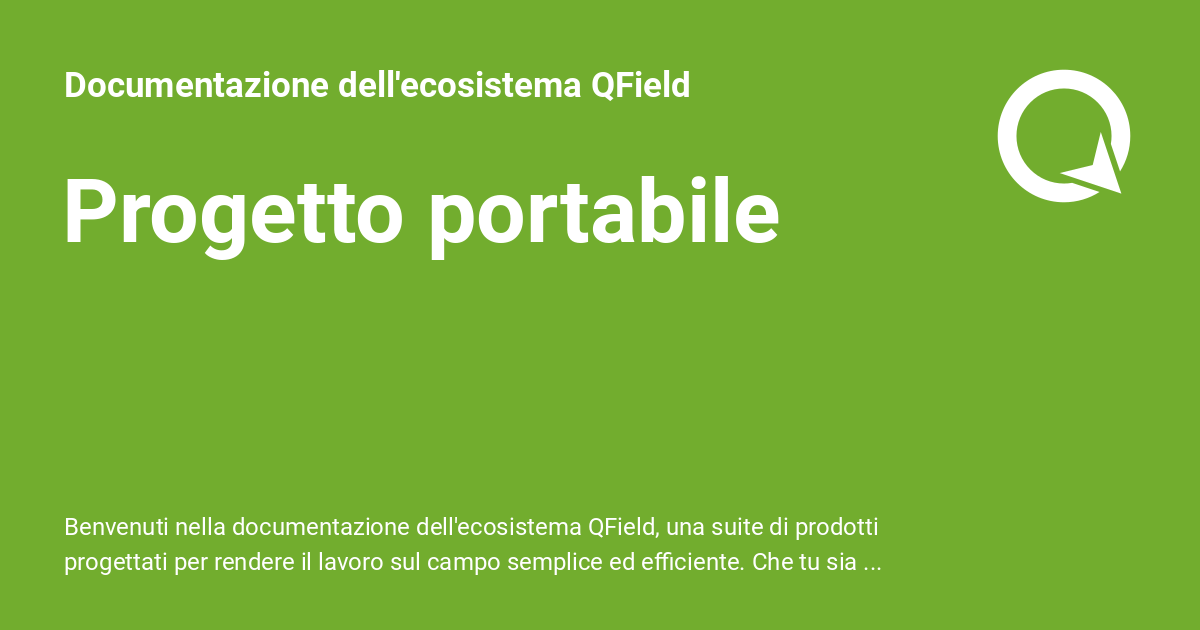 Documentazione dell'ecosistema QField
Progetto portabile
Benvenuti nella documentazione dell'ecosistema QField, una suite di prodotti
progettati per rendere il lavoro sul campo semplice ed efficiente. Che tu sia ...